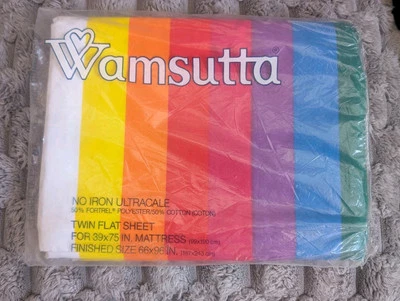 Wamsutta
NO IRON ULTRACALE
50% FORTREL® POLYESTER/50% COTTON (COTON)
TWIN FLAT SHEET
FOR 39x75 IN. MATTRESS
FINISHED SIZE 66x96 IN.